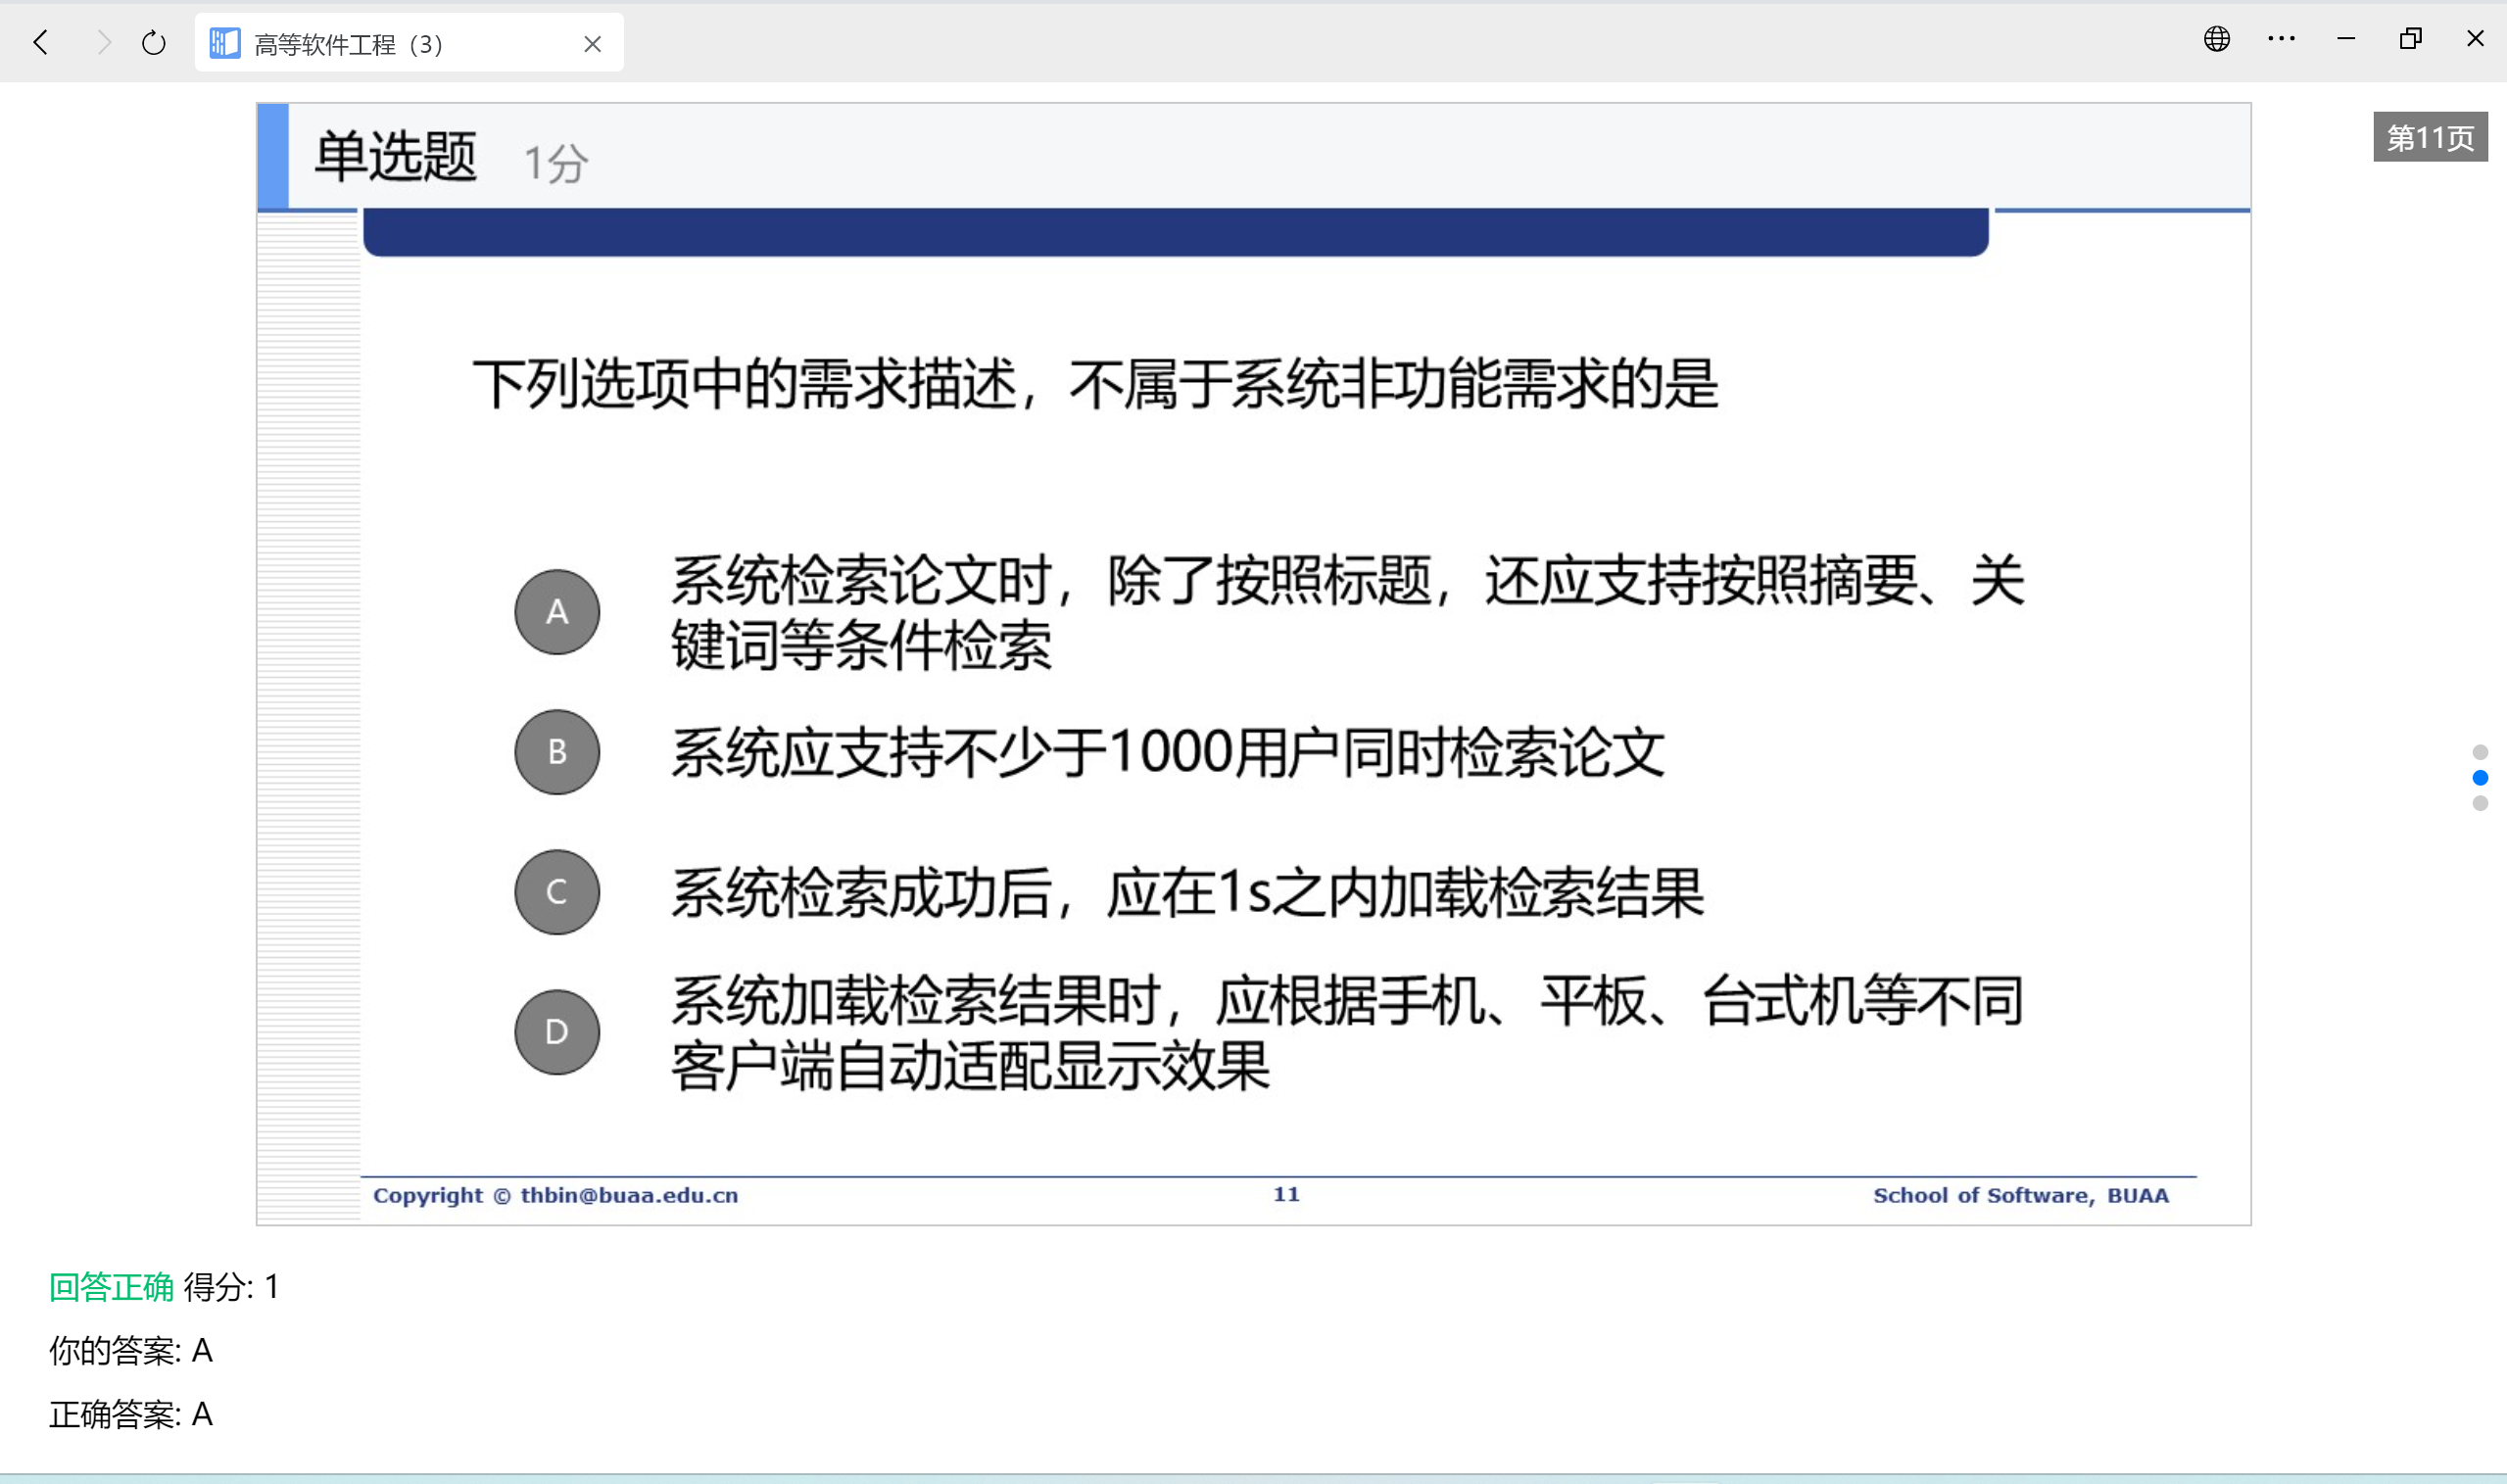 高等软件工程（3）
单选题 1分
第11页
下列选项中的需求描述，不属于系统非功能需求的是
A 系统检索论文时，除了按照标题，还应支持按照摘要、关
键词等条件检索
B 系统应支持不少于1000用户同时检索论文
C 系统检索成功后，应在1s之内加载检索结果
D 系统加载检索结果时，应根据手机、平板、台式机等不同
客户端自动适配显示效果
Copyright © thbin@buaa.edu.cn 11 School of Software, BUAA
回答正确 得分: 1
你的答案: A
正确答案: A